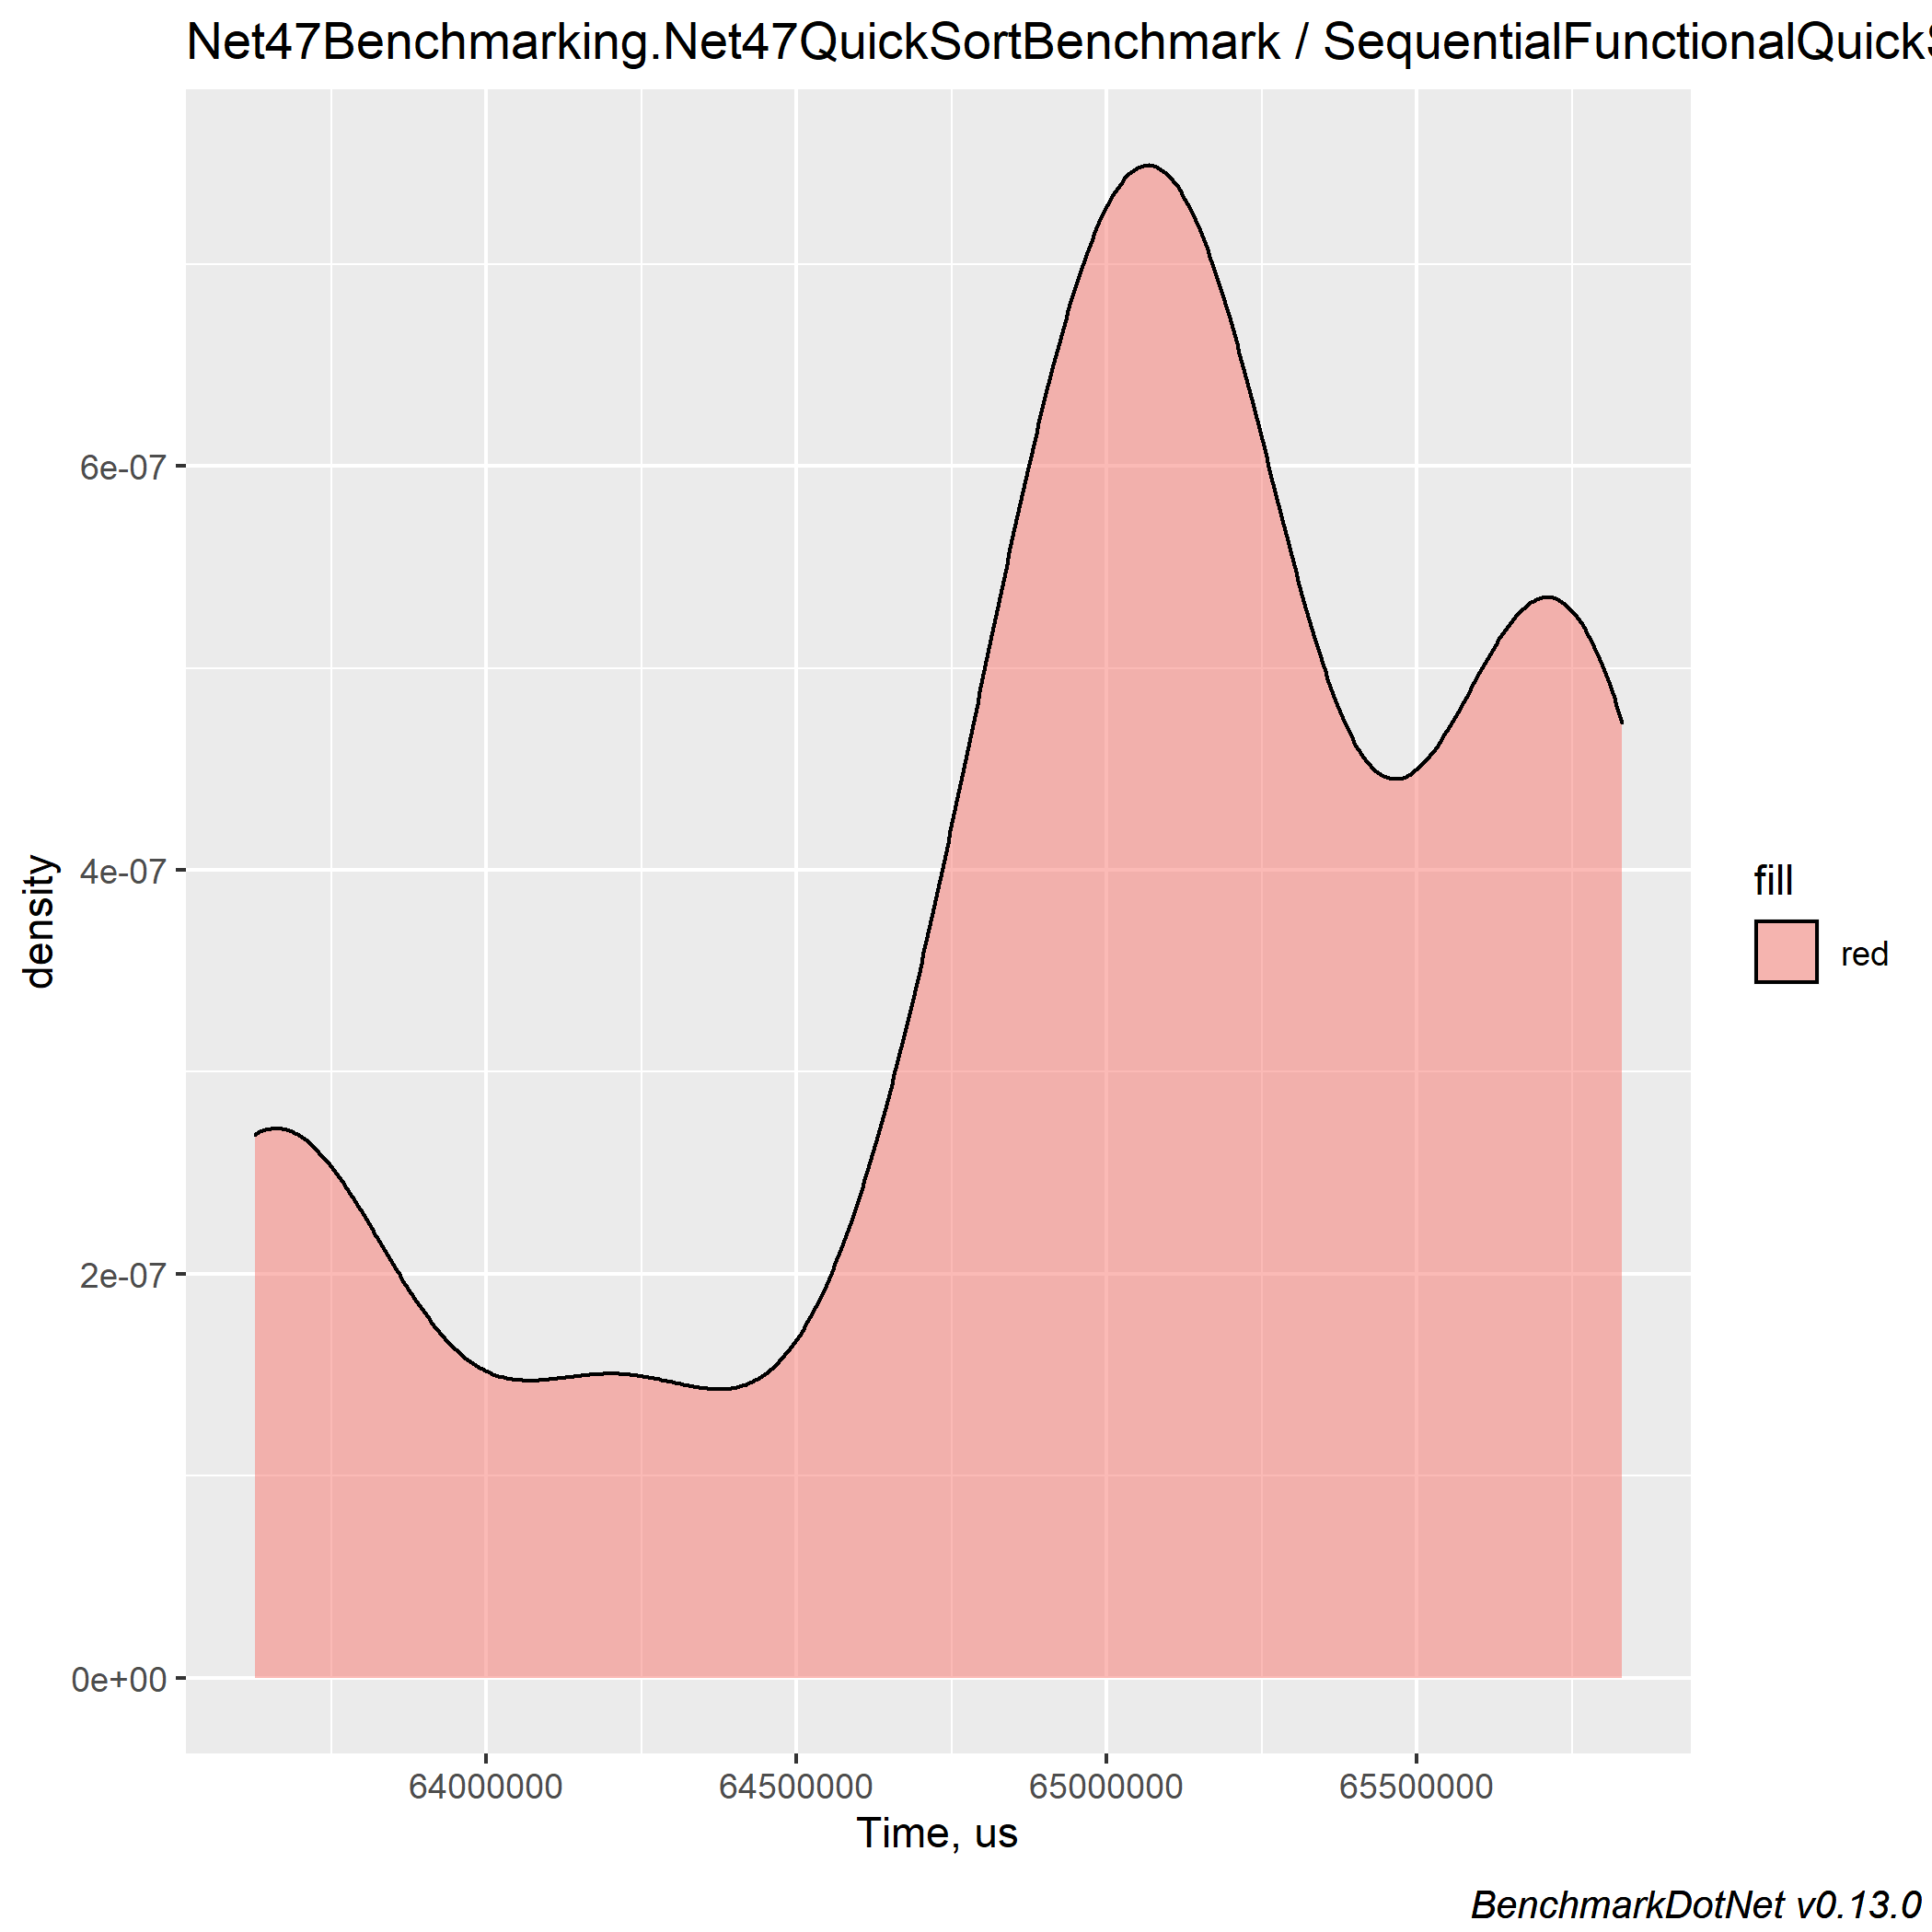 Net47Benchmarking.Net47QuickSortBenchmark / SequentialFunctionalQuick
6e-07
4e-07
2e-07
0e+00
density
64000000 64500000 65000000 65500000
Time, us
fill
red
BenchmarkDotNet v0.13.0